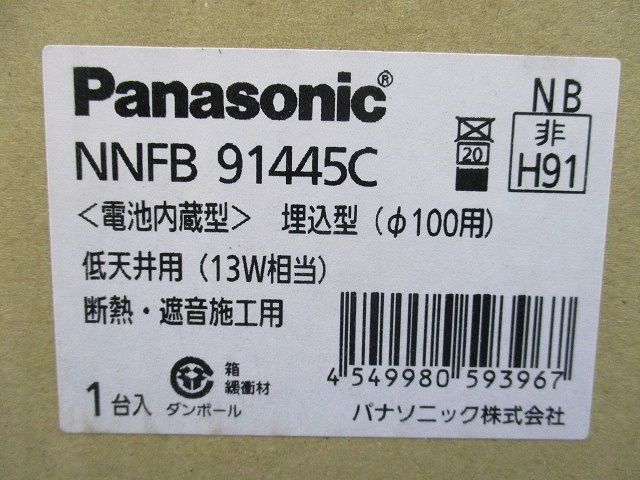 Panasonic®
NB
NNFB 91445C
20
非
H91
〈電池内蔵型〉 埋込型(φ100用)
低天井用(13W相当)
断熱・遮音施工用
1台入
箱
緩衝材
ダンボール
4 549980 593967
パナソニック株式会社